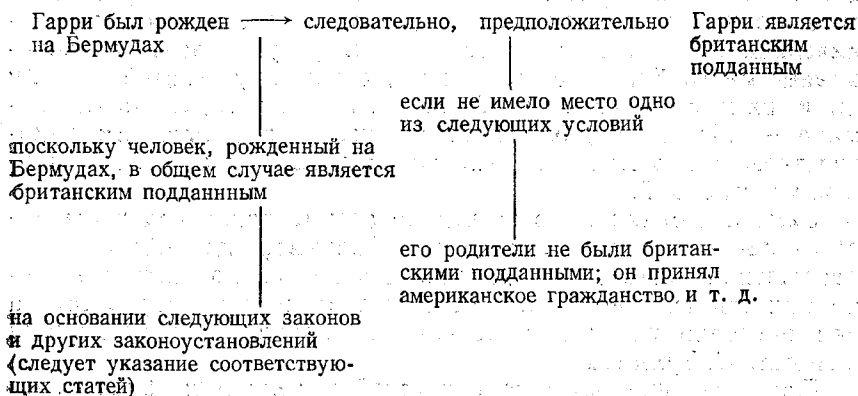 Гарри был рожден → следовательно, предположительно Гарри является
на Бермудах британским
подданным
если не имело место одно
из следующих условий
поскольку человек, рожденный на
Бермудах, в общем случае является
британским подданнным
его родители не были британ-
скими подданными; он принял
американское гражданство и т. д.
на основании следующих законов
и других законоустановлений
(следует указание соответствую-
щих статей)